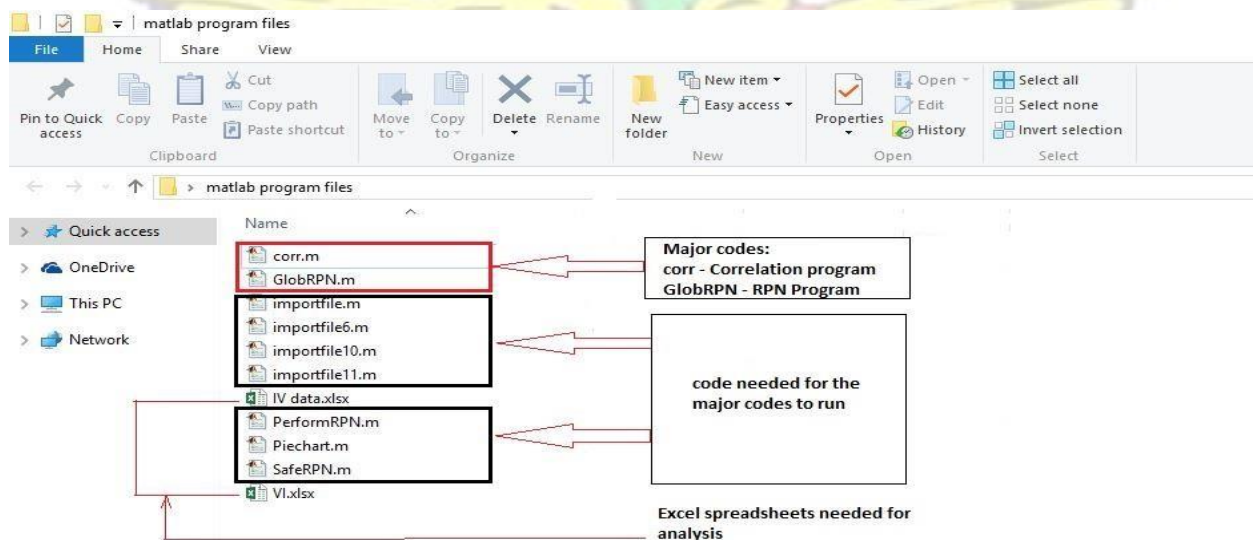 matlab program files
File Home Share View
Pin to Quick access
Copy
Paste
Cut
Copy path
Paste shortcut
Clipboard
Move to
Copy to
Delete
Rename
Organize
New folder
New item
Easy access
New
Properties
Open
Edit
History
Open
Select all
Select none
Invert selection
Select
matlab program files
Quick access
OneDrive
This PC
Network
Name
corr.m
GlobRPN.m
importfile.m
importfile6.m
importfile10.m
importfile11.m
IV data.xlsx
PerformRPN.m
Piechart.m
SafeRPN.m
VI.xlsx
Major codes:
corr - Correlation program
GlobRPN - RPN Program
code needed for the
major codes to run
Excel spreadsheets needed for
analysis